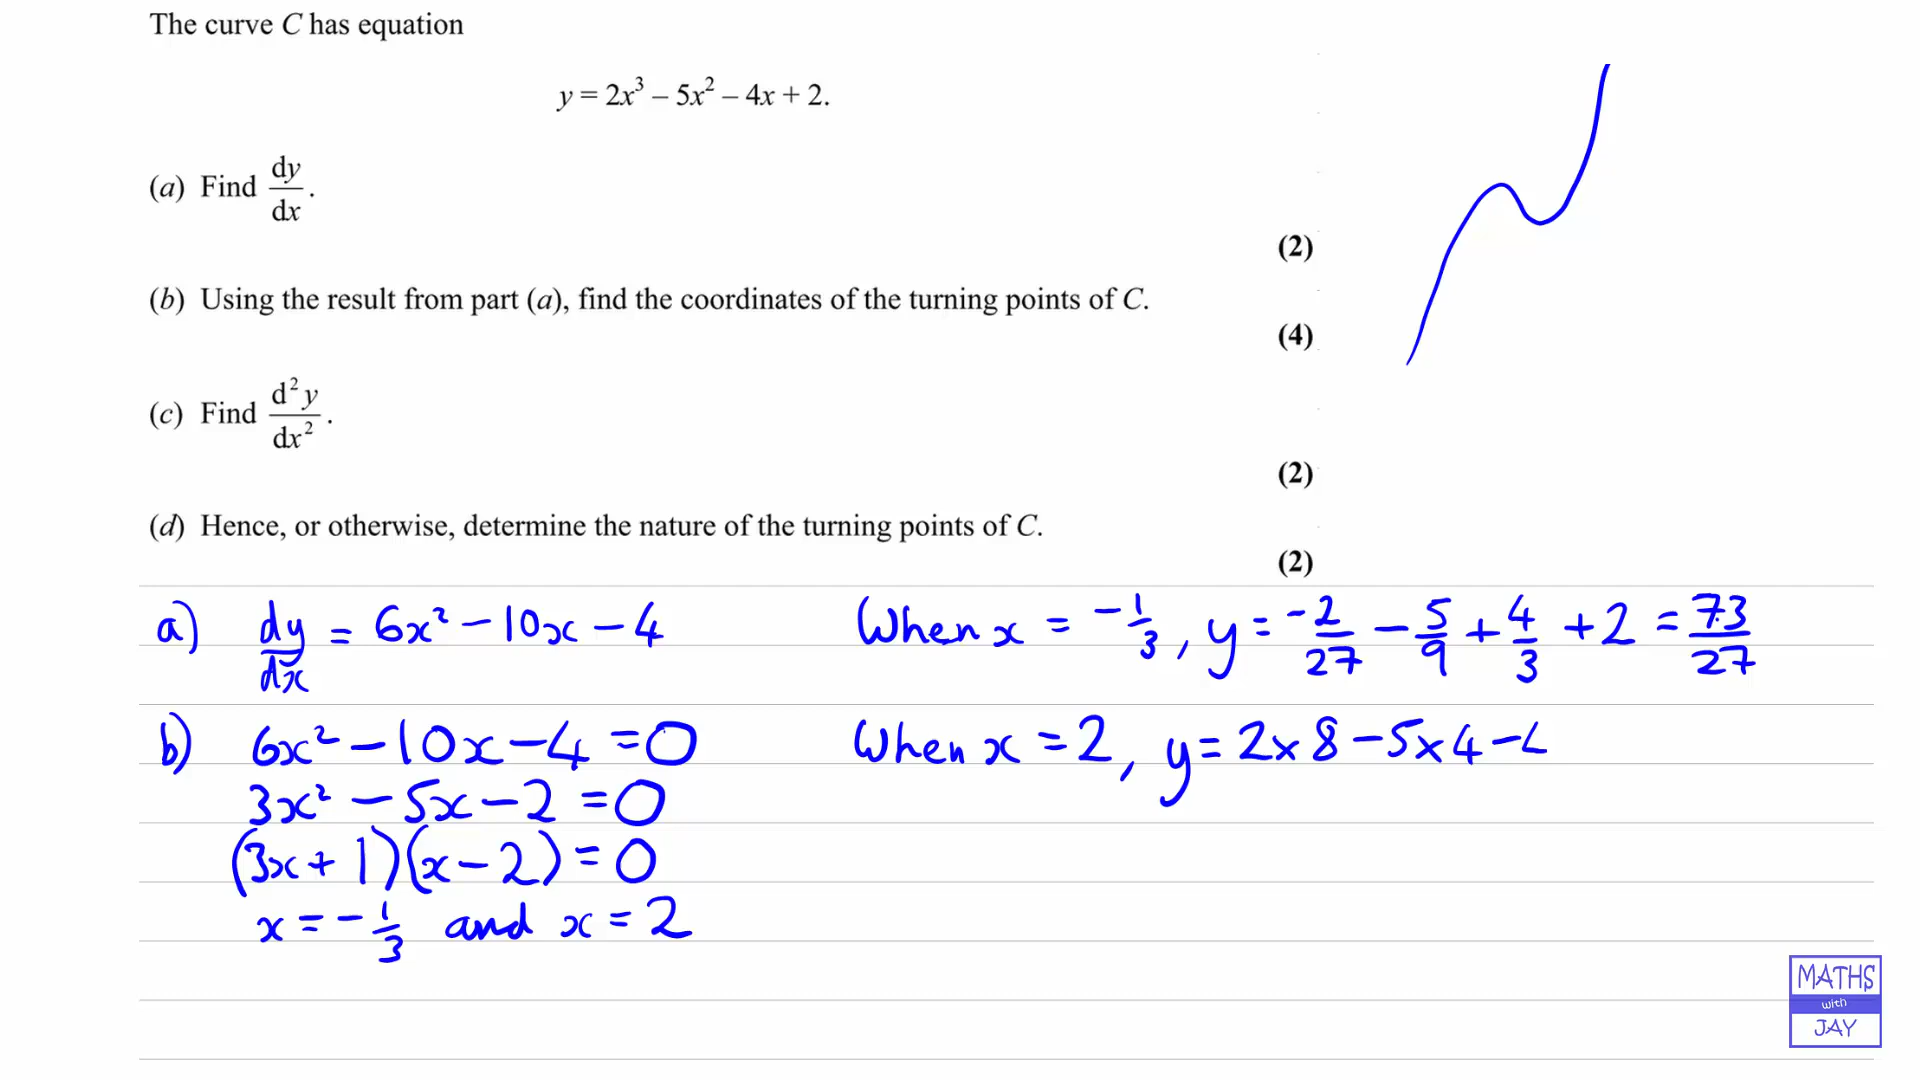 The curve C has equation
y = 2x³ – 5x² – 4x + 2.
(a) Find dy/dx.
(2)
(b) Using the result from part (a), find the coordinates of the turning points of C.
(4)
(c) Find d²y/dx².
(2)
(d) Hence, or otherwise, determine the nature of the turning points of C.
(2)
a) dy/dx = 6x² – 10x – 4
b) 6x² – 10x – 4 = 0
3x² – 5x – 2 = 0
(3x + 1)(x – 2) = 0
x = –1/3 and x = 2
When x = –1/3, y = –2/27 – 5/9 + 4/3 + 2 = 73/27
When x = 2, y = 2 x 8 – 5 x 4 –
MATHS
with
JAY